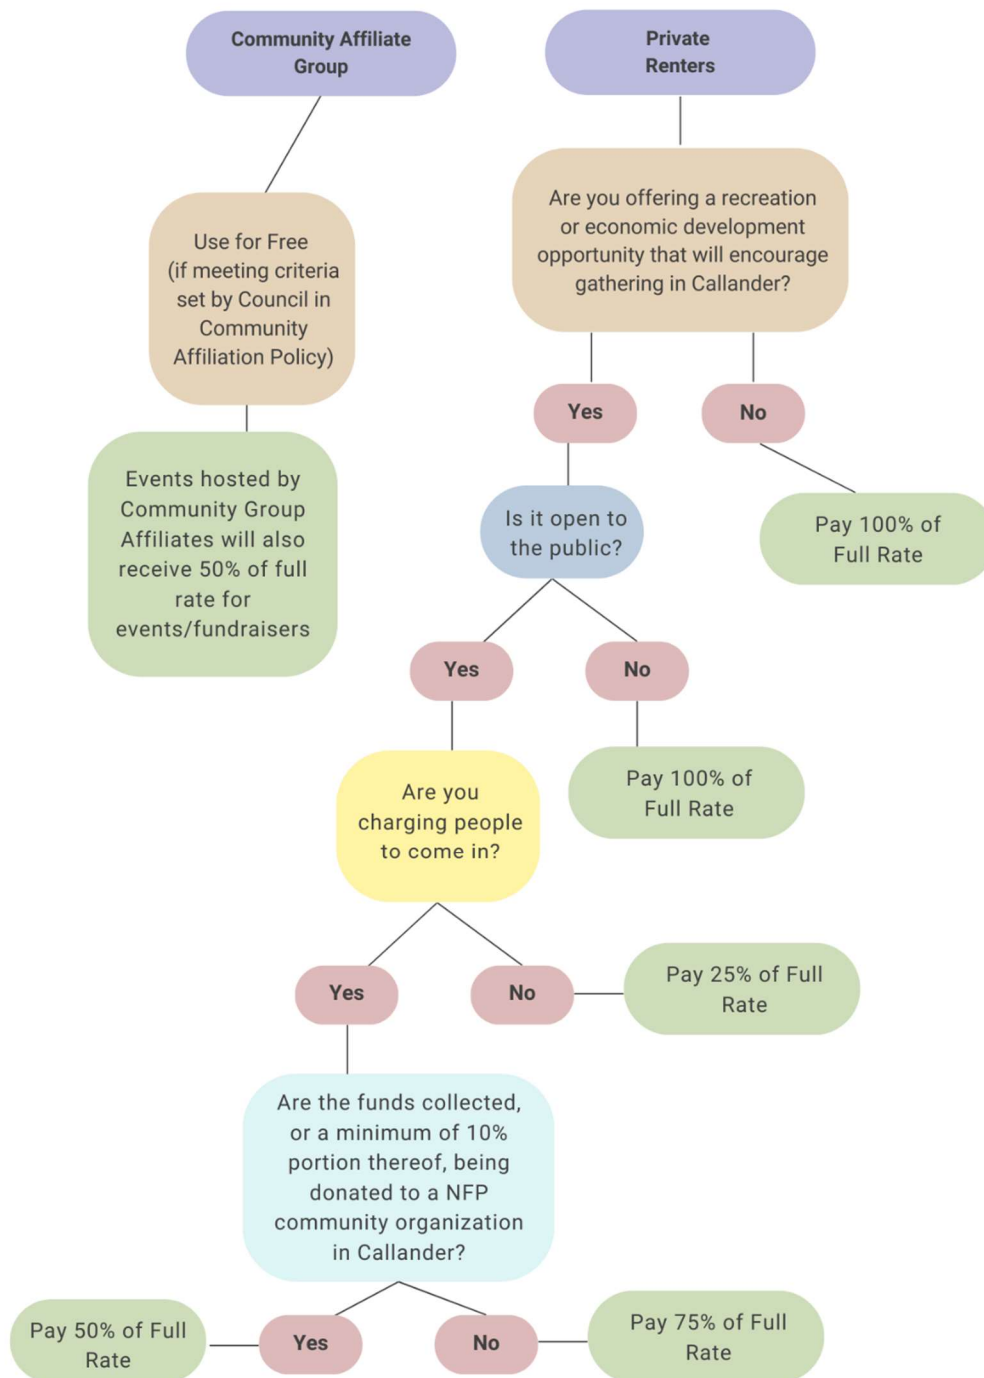 Community Affiliate
Group
Private
Renters
Use for Free
(if meeting criteria
set by Council in
Community
Affiliation Policy)
Events hosted by
Community Group
Affiliates will also
receive 50% of full
rate for
events/fundraisers
Are you offering a recreation
or economic development
opportunity that will encourage
gathering in Callander?
Yes
No
Pay 100% of
Full Rate
Is it open to
the public?
Yes
No
Pay 100% of
Full Rate
Are you
charging people
to come in?
Yes
No
Pay 25% of Full
Rate
Are the funds collected,
or a minimum of 10%
portion thereof, being
donated to a NFP
community organization
in Callander?
Pay 50% of Full
Rate
Yes
No
Pay 75% of Full
Rate